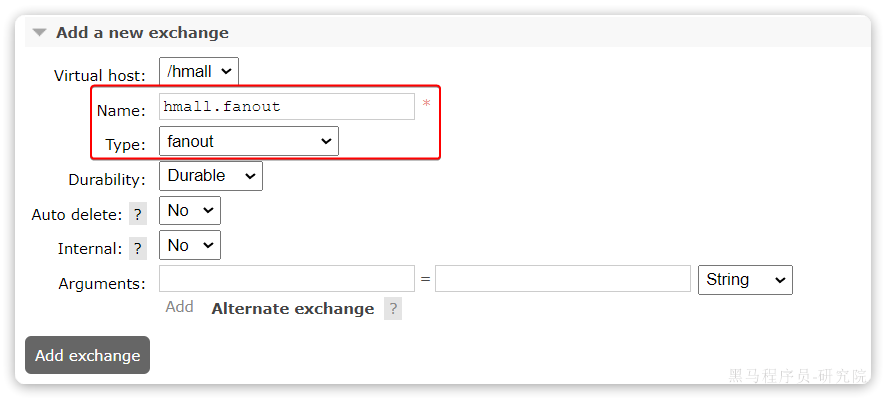 Add a new exchange
Virtual host: /hmall
Name: hmall.fanout *
Type: fanout
Durability: Durable
Auto delete: ? No
Internal: ? No
Arguments: = String
Add Alternate exchange ?
Add exchange
黑马程序员-研究院